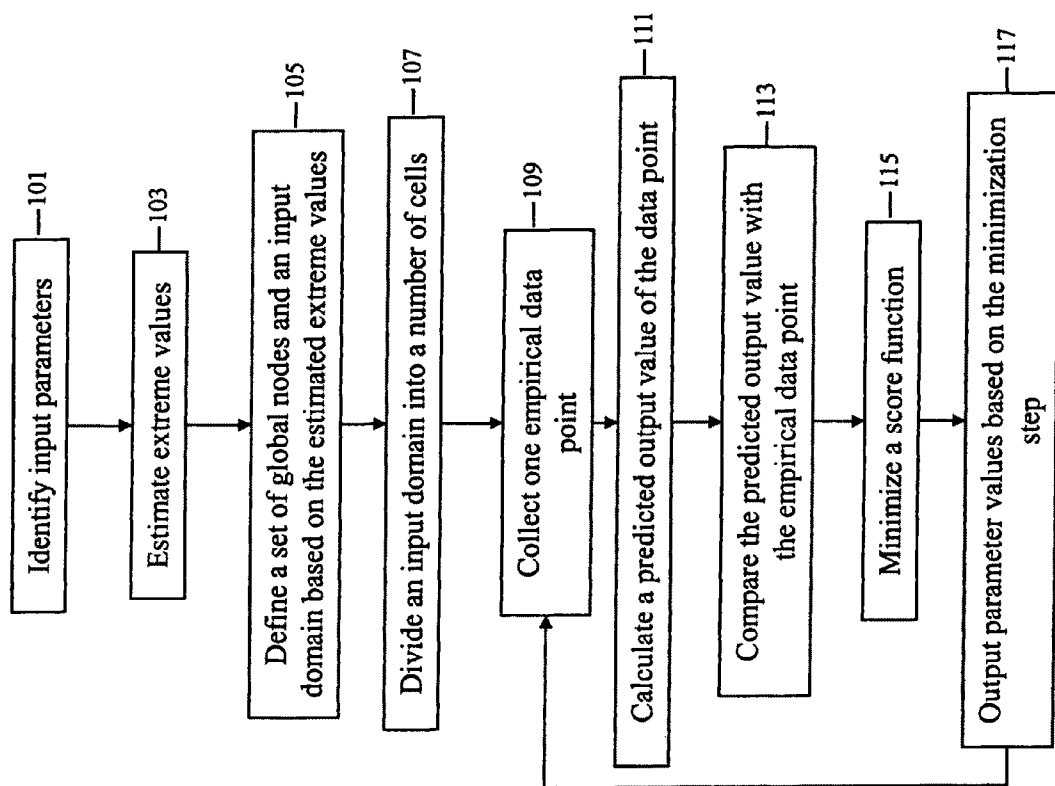 Identify input parameters
101
Estimate extreme values
103
Define a set of global nodes and an input
domain based on the estimated extreme values
105
Divide an input domain into a number of cells
107
Collect one empirical data
point
109
Calculate a predicted output value of the data point
111
Compare the predicted output value with
the empirical data point
113
Minimize a score function
115
Output parameter values based on the minimization
step
117